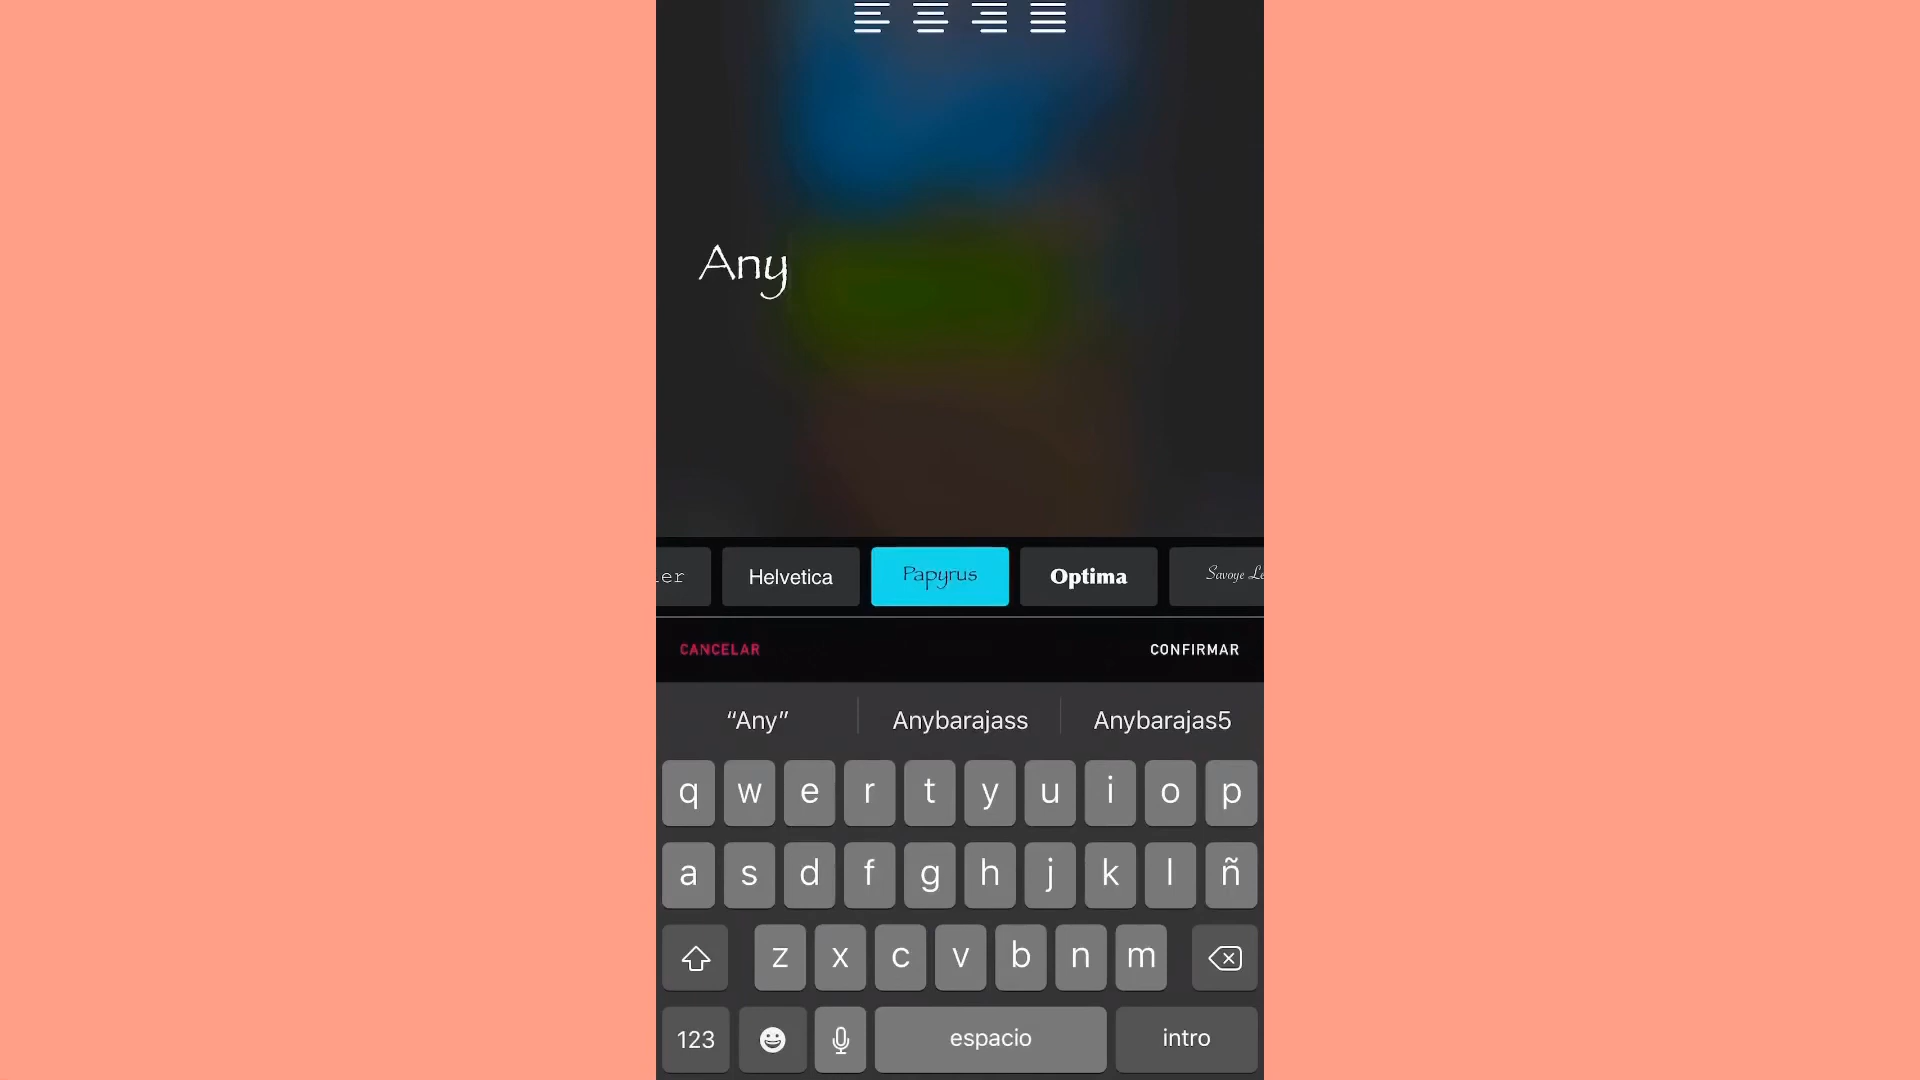 Any
er Helvetica Papyrus Optima Savoye Le
CANCELAR CONFIRMAR
“Any” Anybarajass Anybarajas5
q w e r t y u i o p
a s d f g h j k l ñ
z x c v b n m
123 espacio intro